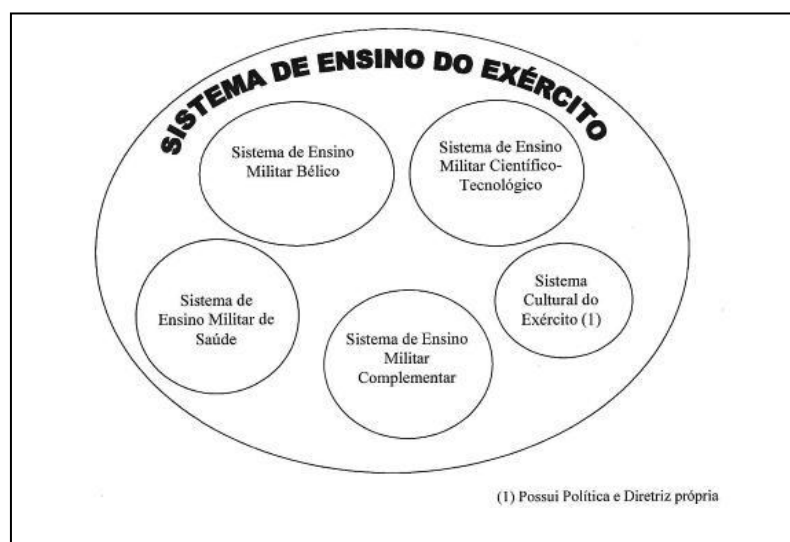 SISTEMA DE ENSINO DO EXÉRCITO
Sistema de Ensino
Militar Bélico
Sistema de Ensino
Militar Científico-
Tecnológico
Sistema de
Ensino Militar de
Saúde
Sistema de Ensino
Militar
Complementar
Sistema
Cultural do
Exército (1)
(1) Possui Política e Diretriz própria